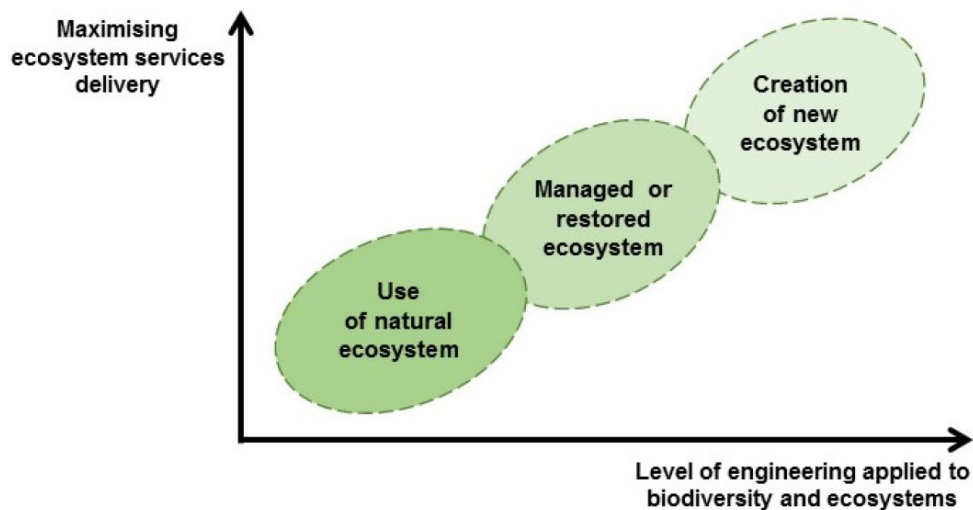 Maximising
ecosystem services
delivery
Creation
of new
ecosystem
Managed or
restored
ecosystem
Use
of natural
ecosystem
Level of engineering applied to
biodiversity and ecosystems